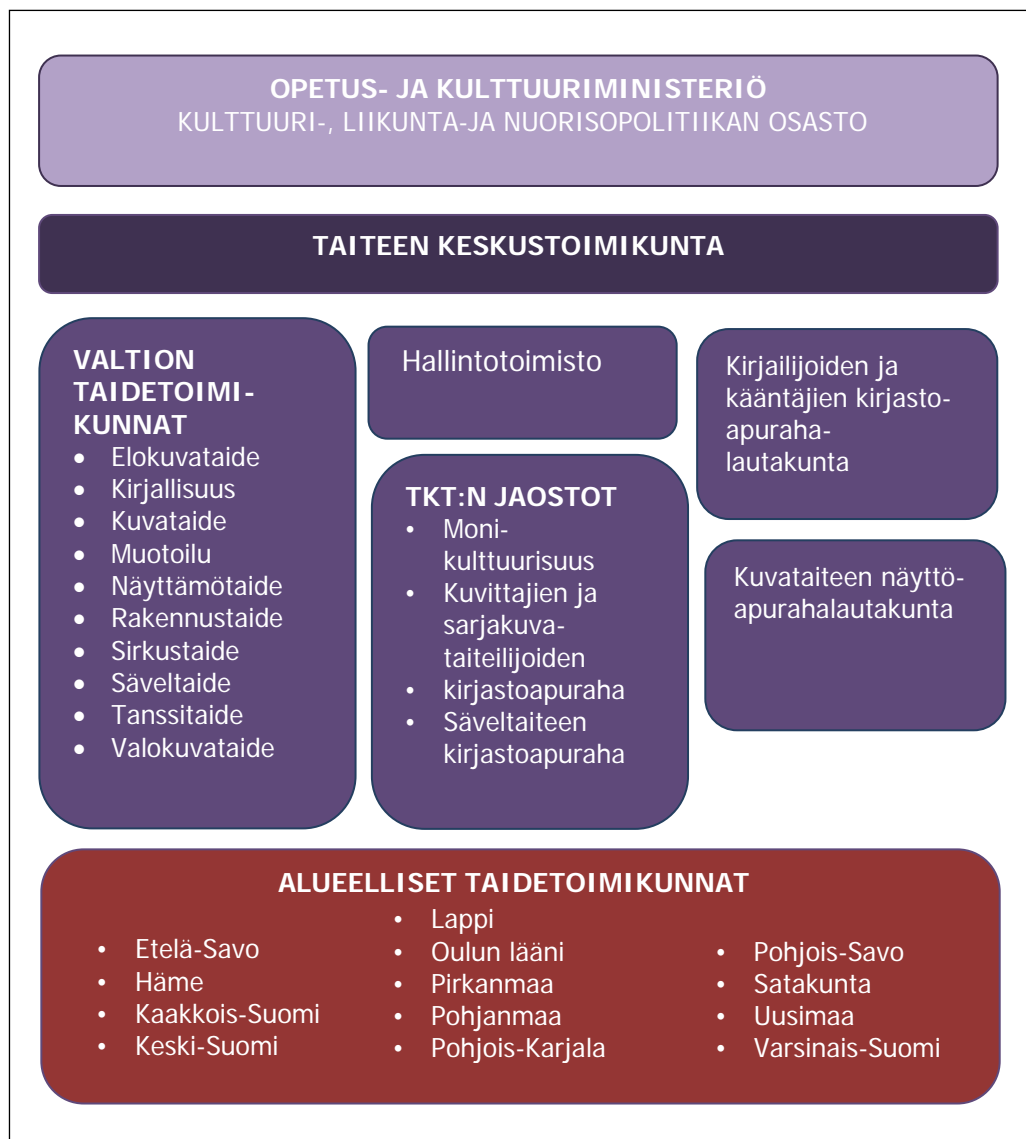 OPETUS- JA KULTTUURIMINISTERIÖ
KULTTUURI-, LIIKUNTA-JA NUORISOPOLITIIKAN OSASTO
TAITEEN KESKUSTOIMIKUNTA
VALTION
TAIDETOIMI-
KUNNAT
• Elokuvataide
• Kirjallisuus
• Kuvataide
• Muotoilu
• Näyttämötaide
• Rakennustaide
• Sirkustaide
• Säveltaide
• Tanssitaide
• Valokuvataide
Hallintotoimisto
TKT:N JAOSTOT
• Moni-
kulttuurisuus
• Kuvittajien ja
sarjakuva-
taiteilijoiden
• kirjastoapuraha
• Säveltaiteen
kirjastoapuraha
Kirjailijoiden ja
kääntäjien kirjasto-
apuraha-
lautakunta
Kuvataiteen näyttö-
apurahalautakunta
ALUEELLISET TAIDETOIMIKUNNAT
• Etelä-Savo
• Häme
• Kaakkois-Suomi
• Keski-Suomi
• Lappi
• Oulun lääni
• Pirkanmaa
• Pohjanmaa
• Pohjois-Karjala
• Pohjois-Savo
• Satakunta
• Uusimaa
• Varsinais-Suomi